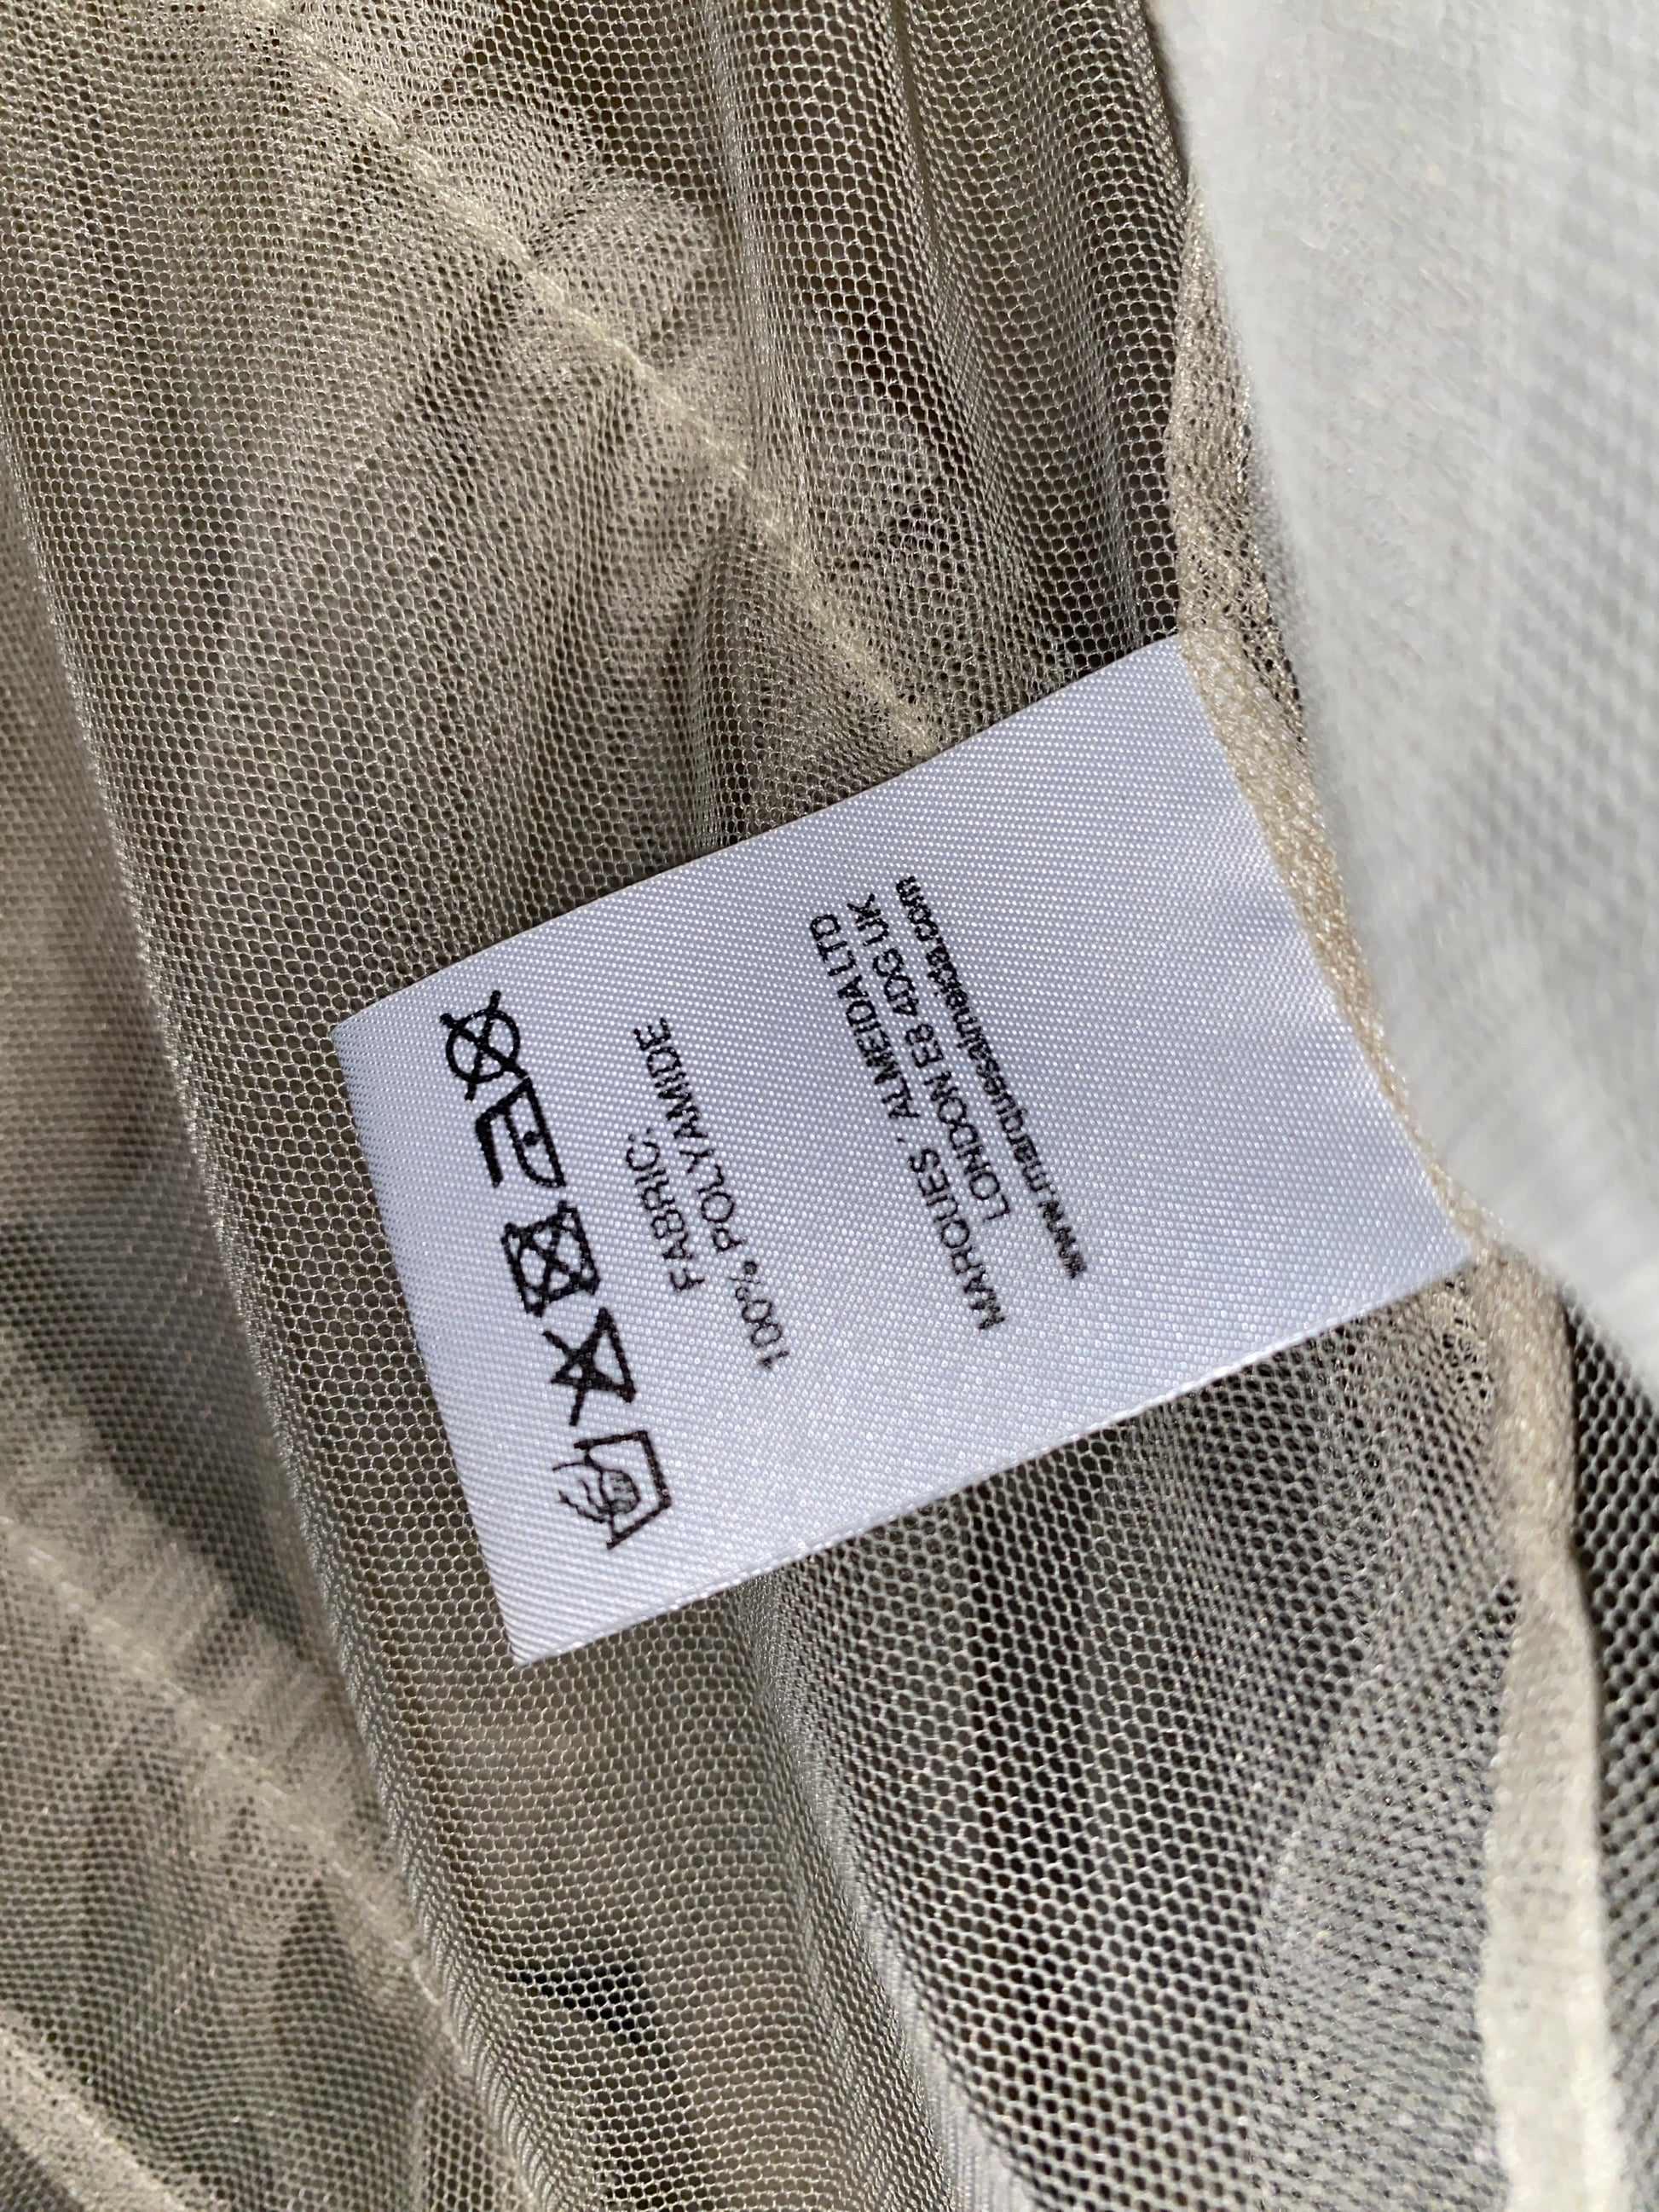 MARQUES ' ALMEIDA LTD
LONDON E8 4DG UK
www.marquesalmeida.com
FABRIC:
100% POLYAMIDE